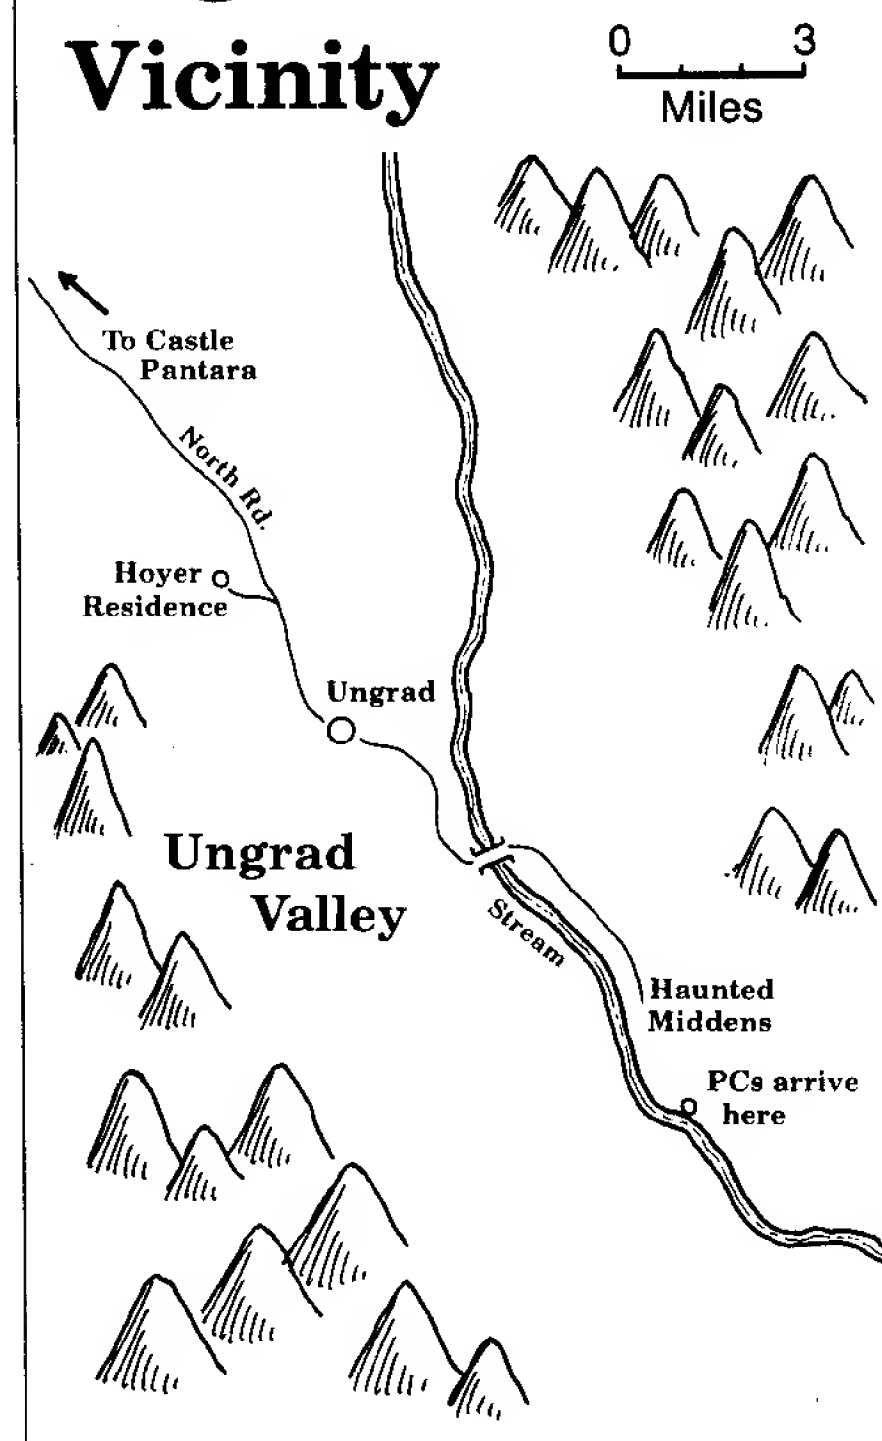 Vicinity
0 3
Miles
To Castle
Pantara
North Rd.
Hoyer
Residence
Ungrad
Ungrad
Valley
Stream
Haunted
Middens
PCs arrive
here